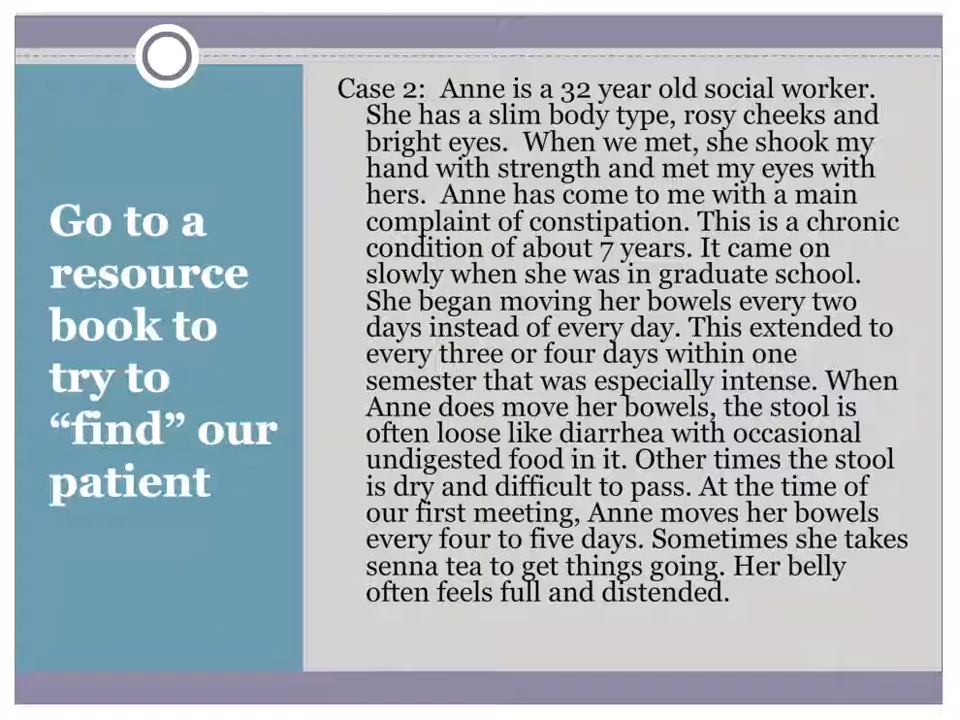 Go to a
resource
book to
try to
“find” our
patient
Case 2:  Anne is a 32 year old social worker.
She has a slim body type, rosy cheeks and
bright eyes.  When we met, she shook my
hand with strength and met my eyes with
hers.  Anne has come to me with a main
complaint of constipation. This is a chronic
condition of about 7 years. It came on
slowly when she was in graduate school.
She began moving her bowels every two
days instead of every day. This extended to
every three or four days within one
semester that was especially intense. When
Anne does move her bowels, the stool is
often loose like diarrhea with occasional
undigested food in it. Other times the stool
is dry and difficult to pass. At the time of
our first meeting, Anne moves her bowels
every four to five days. Sometimes she takes
senna tea to get things going. Her belly
often feels full and distended.